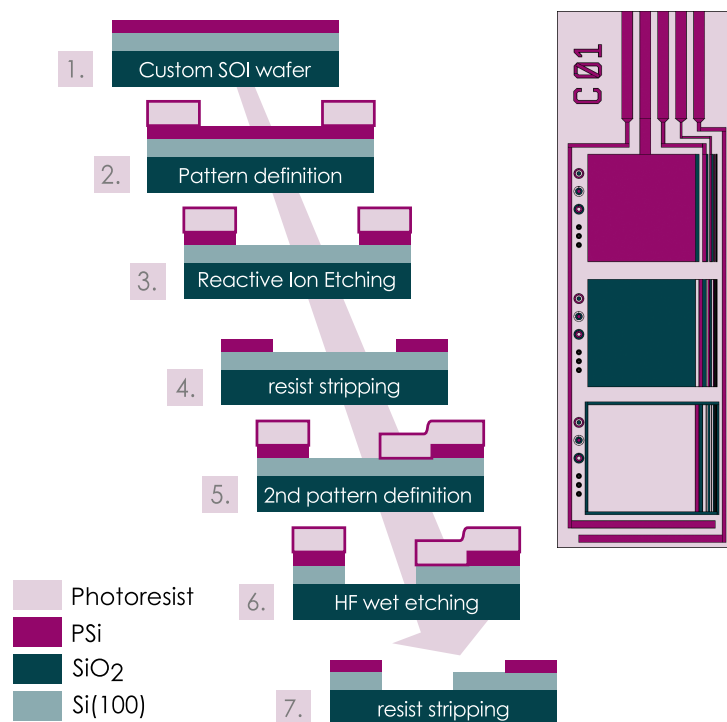 1.
Custom SOI wafer
2.
Pattern definition
3.
Reactive Ion Etching
4.
resist stripping
5.
2nd pattern definition
6.
HF wet etching
7.
resist stripping
Photoresist
PSi
SiO₂
Si(100)
C01